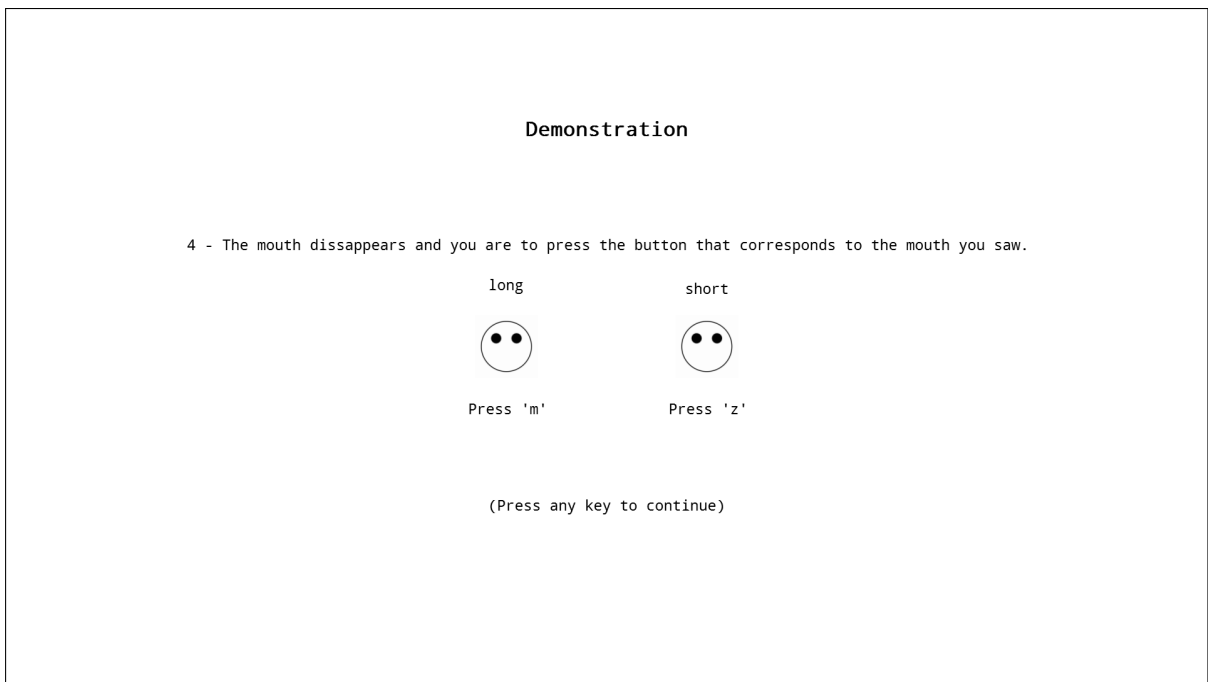 Demonstration
4 - The mouth dissappears and you are to press the button that corresponds to the mouth you saw.
long short
Press 'm' Press 'z'
(Press any key to continue)